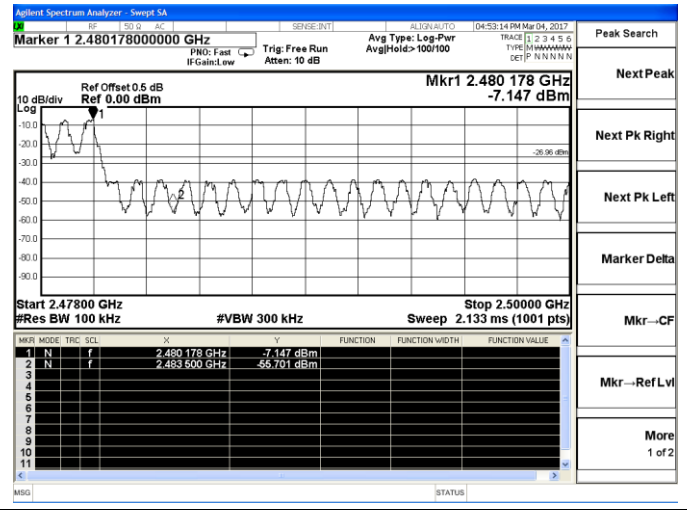 Agilent Spectrum Analyzer - Swept SA
LXI RF 50 Ω AC SENSE:INT ALIGNAUTO 04:53:14 PM Mar 04, 2017
Marker 1 2.480178000000 GHz
PNO: Fast
IFGain:Low
Trig: Free Run
Atten: 10 dB
Avg Type: Log-Pwr
Avg|Hold:> 100/100
TRACE 1 2 3 4 5 6
TYPE MWWWWW
DET P N N N N N
Peak Search
Mkr1 2.480 178 GHz
-7.147 dBm
Ref Offset 0.5 dB
10 dB/div Ref 0.00 dBm
Log
1
-10.0
-20.0
-26.96 dBm
-30.0
-40.0
2
-50.0
-60.0
-70.0
-80.0
-90.0
Start 2.47800 GHz Stop 2.50000 GHz
#Res BW 100 kHz #VBW 300 kHz Sweep 2.133 ms (1001 pts)
MKR MODE TRC SCL X Y FUNCTION FUNCTION WIDTH FUNCTION VALUE
1 N f 2.480 178 GHz -7.147 dBm
2 N f 2.483 500 GHz -55.701 dBm
3
4
5
6
7
8
9
10
11
MSG STATUS
Next Peak
Next Pk Right
Next Pk Left
Marker Delta
Mkr→CF
Mkr→Ref Lvl
More
1 of 2